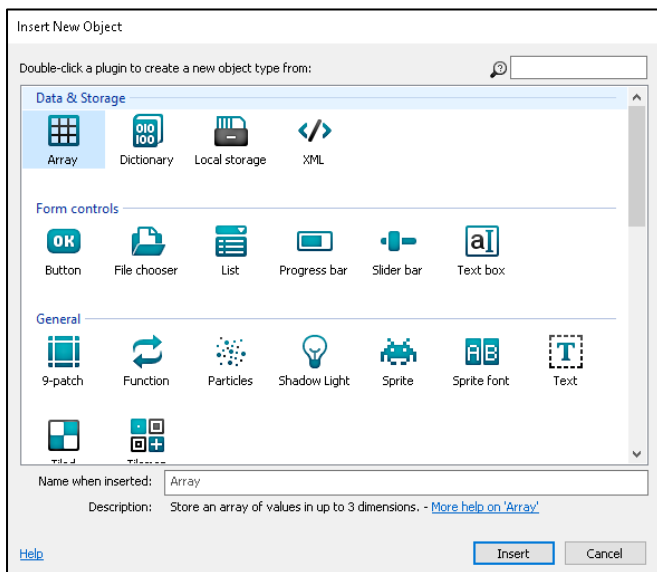 Insert New Object
Double-click a plugin to create a new object type from:
Data & Storage
Array Dictionary Local storage XML
Form controls
OK
Button File chooser List Progress bar Slider bar Text box
General
9-patch Function Particles Shadow Light Sprite Sprite font Text
Name when inserted: Array
Description: Store an array of values in up to 3 dimensions. - More help on 'Array'
Help Insert Cancel